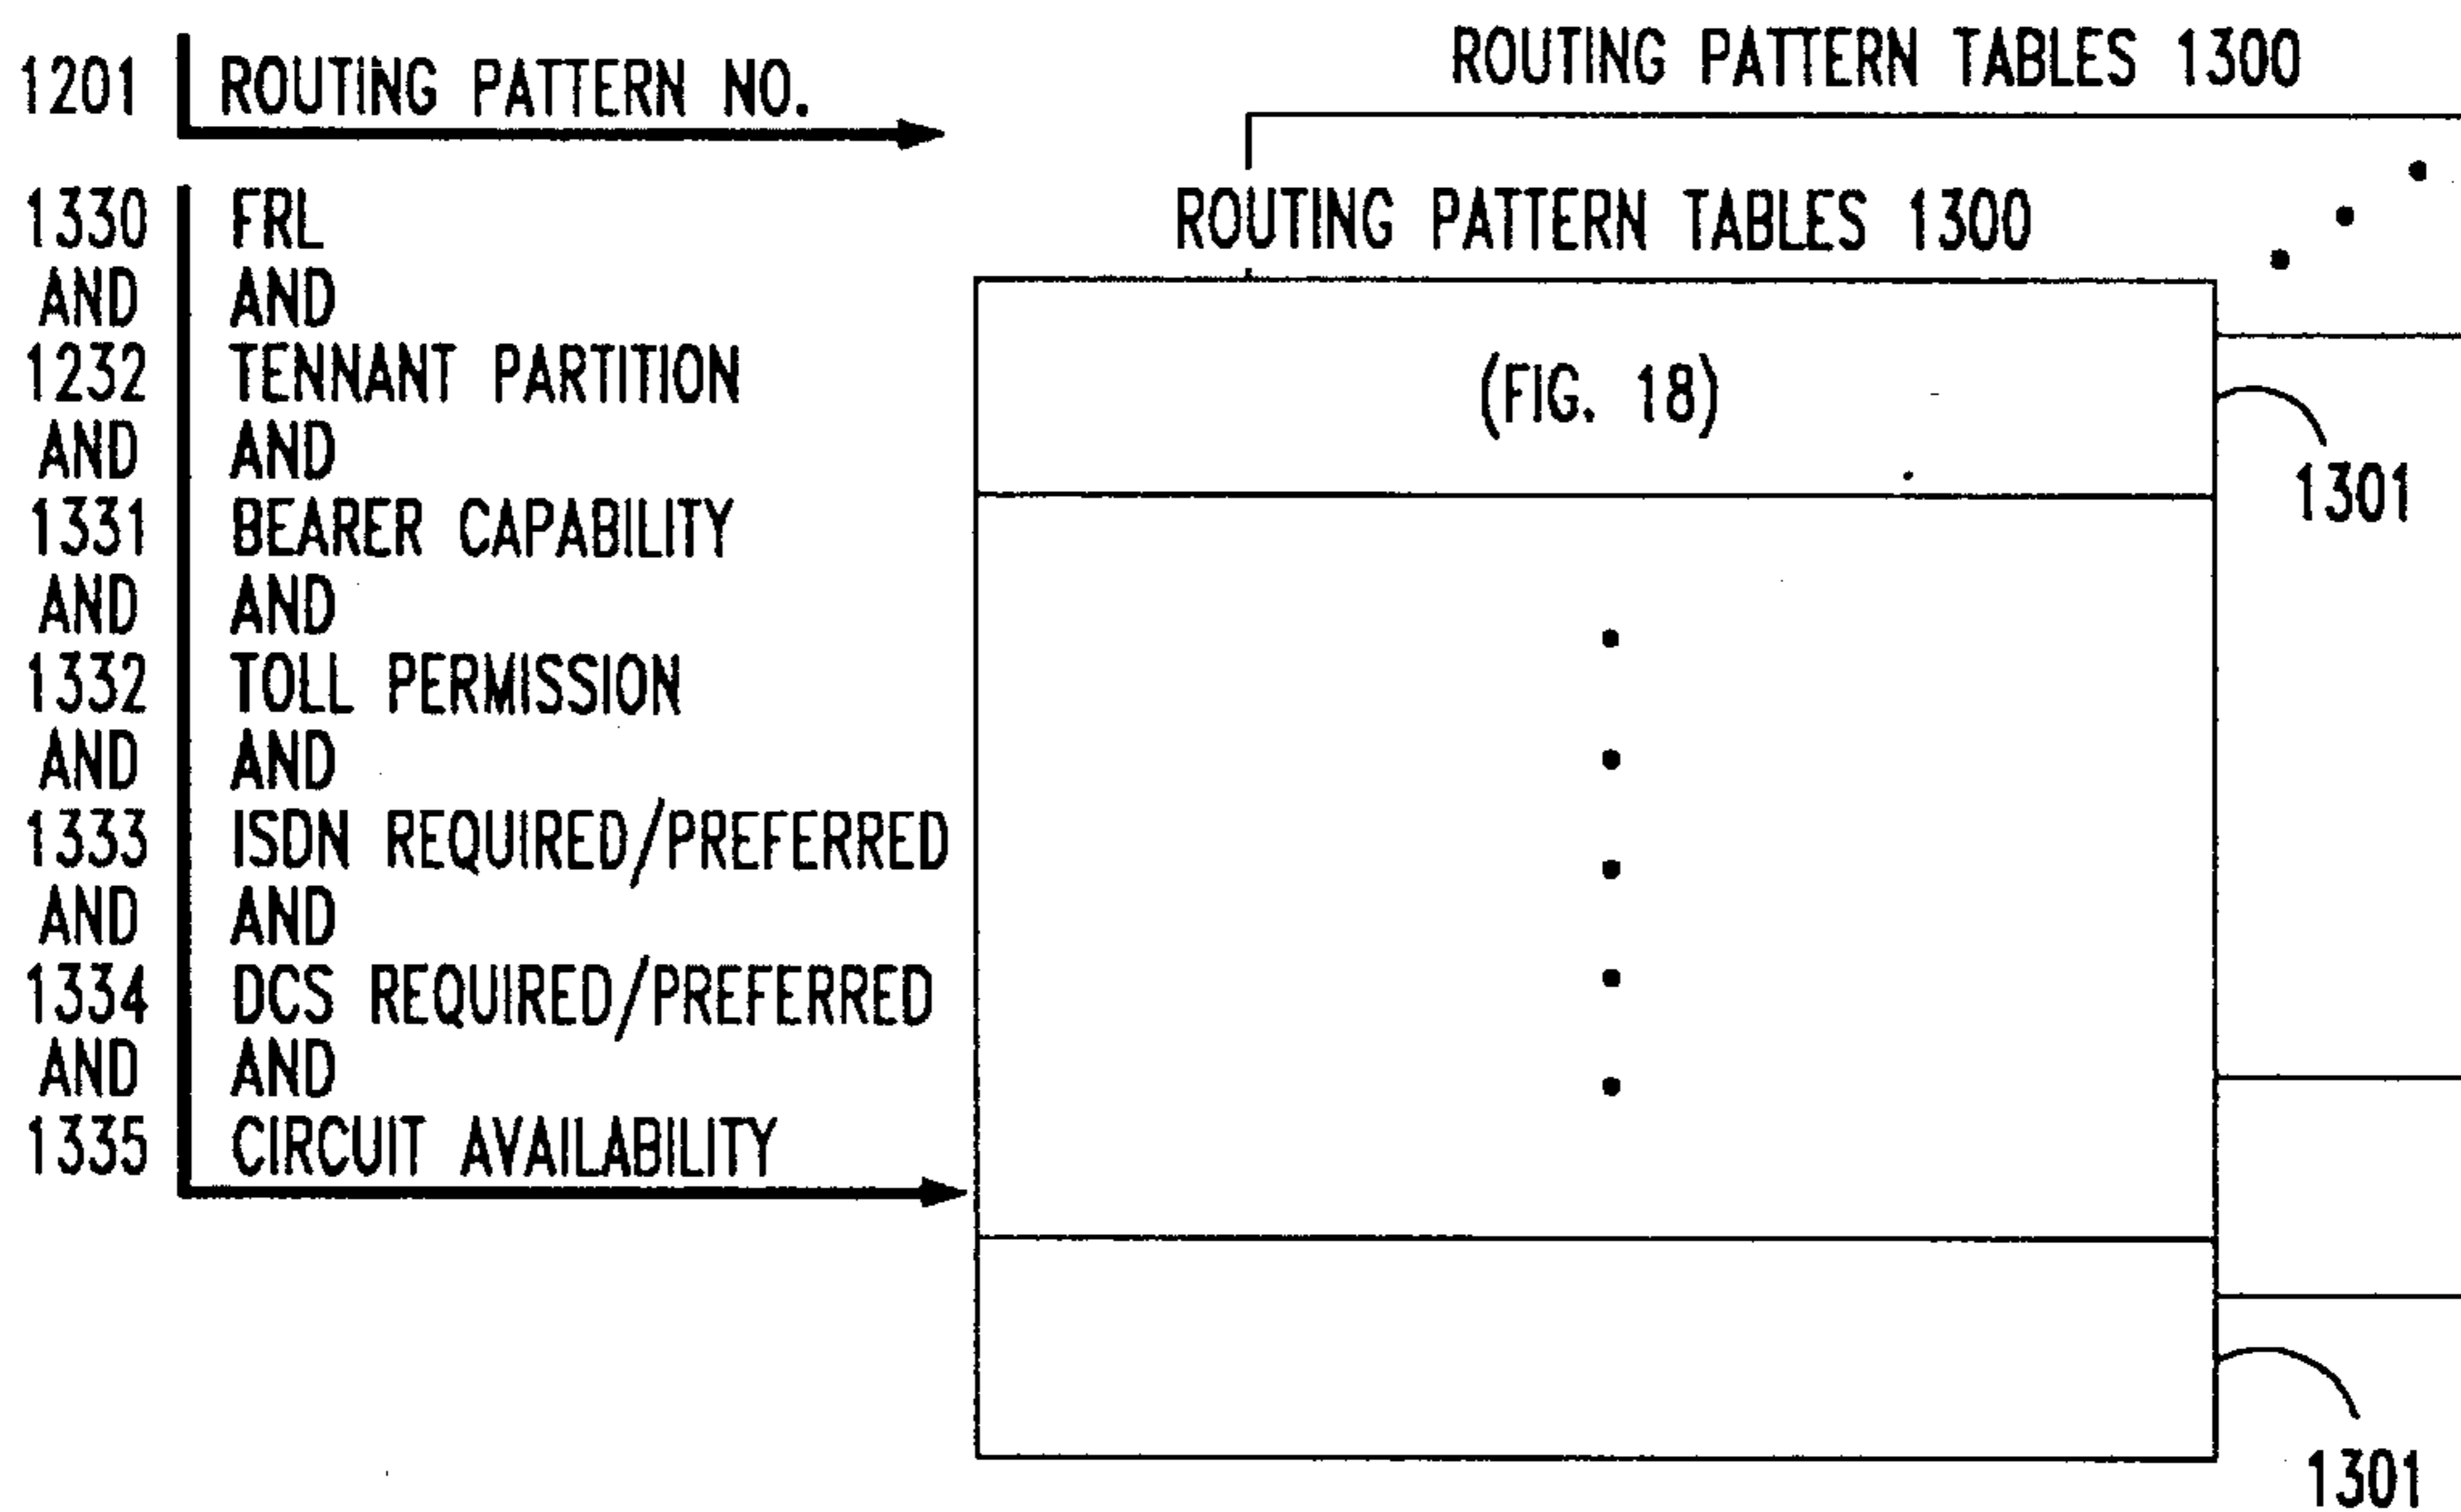 ROUTING PATTERN TABLES 1300
1201 ROUTING PATTERN NO.
ROUTING PATTERN TABLES 1300
1330 FRL
AND AND
1232 TENNANT PARTITION
AND AND
1331 BEARER CAPABILITY
AND AND
1332 TOLL PERMISSION
AND AND
1333 ISDN REQUIRED/PREFERRED
AND AND
1334 DCS REQUIRED/PREFERRED
AND AND
1335 CIRCUIT AVAILABILITY
(FIG. 18)
1301
1301